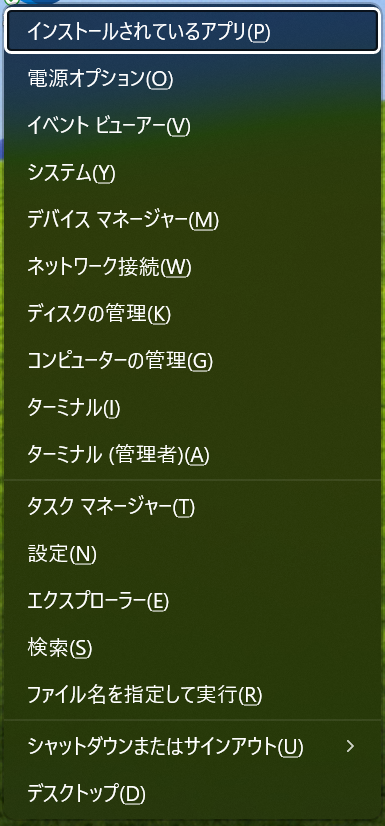 インストールされているアプリ(P)
電源オプション(O)
イベント ビューアー(V)
システム(Y)
デバイス マネージャー(M)
ネットワーク接続(W)
ディスクの管理(K)
コンピューターの管理(G)
ターミナル(I)
ターミナル (管理者)(A)
タスク マネージャー(T)
設定(N)
エクスプローラー(E)
検索(S)
ファイル名を指定して実行(R)
シャットダウンまたはサインアウト(U)
デスクトップ(D)